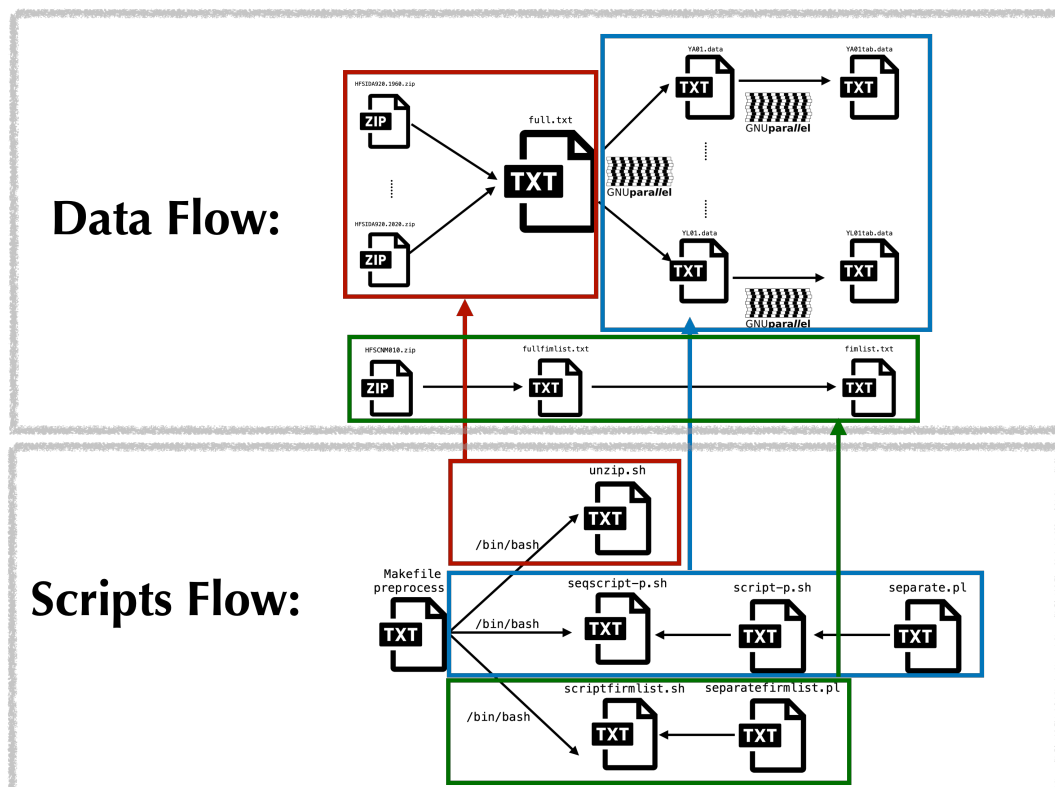 Data Flow:
HFSIDA920.1960.zip
ZIP
HFSIDA920.2020.zip
ZIP
full.txt
TXT
GNUparallel
YA01.data
TXT
GNUparallel
YA01tab.data
TXT
YL01.data
TXT
GNUparallel
YL01tab.data
TXT
HFSCNM010.zip
ZIP
fullfimlist.txt
TXT
fimlist.txt
TXT
Scripts Flow:
Makefile
preprocess
TXT
/bin/bash
unzip.sh
TXT
/bin/bash
seqscript-p.sh
TXT
script-p.sh
TXT
separate.pl
TXT
/bin/bash
scriptfirmlist.sh
TXT
separatefirmlist.pl
TXT